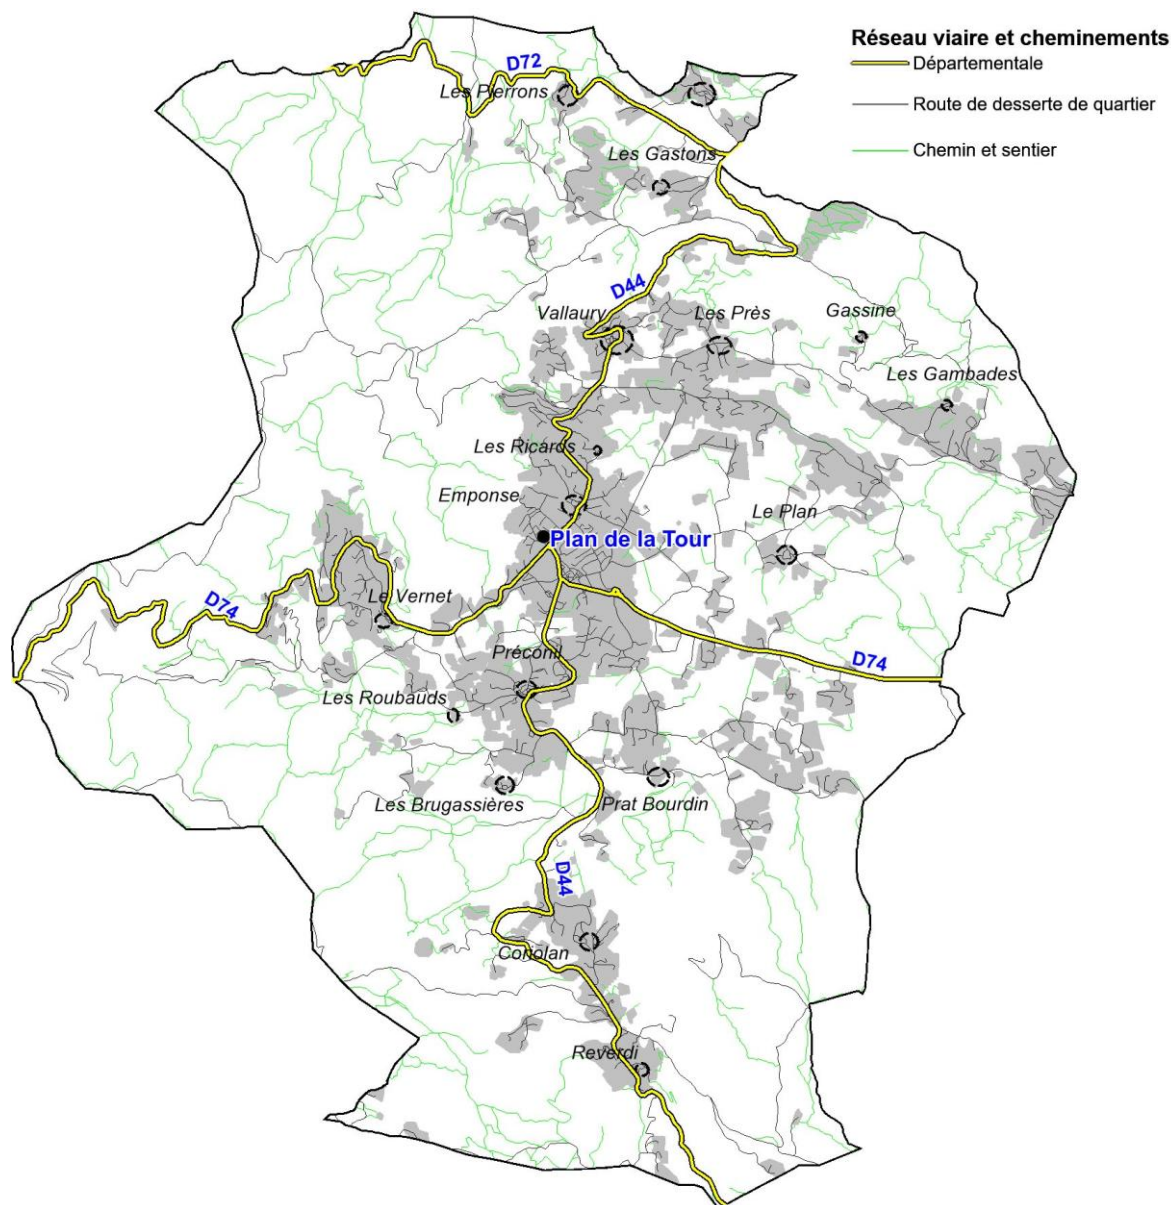 Réseau viaire et cheminements
Départementale
Route de desserte de quartier
Chemin et sentier
D72
Les Pierrons
Les Gastons
D44
Vallaury
Les Près
Gassine
Les Gambades
Les Ricards
Emponse
Le Plan
Plan de la Tour
Le Vernet
D74
Préconil
D74
Les Roubauds
Les Brugassières
Prat Bourdin
D44
Coriolan
Reverdi